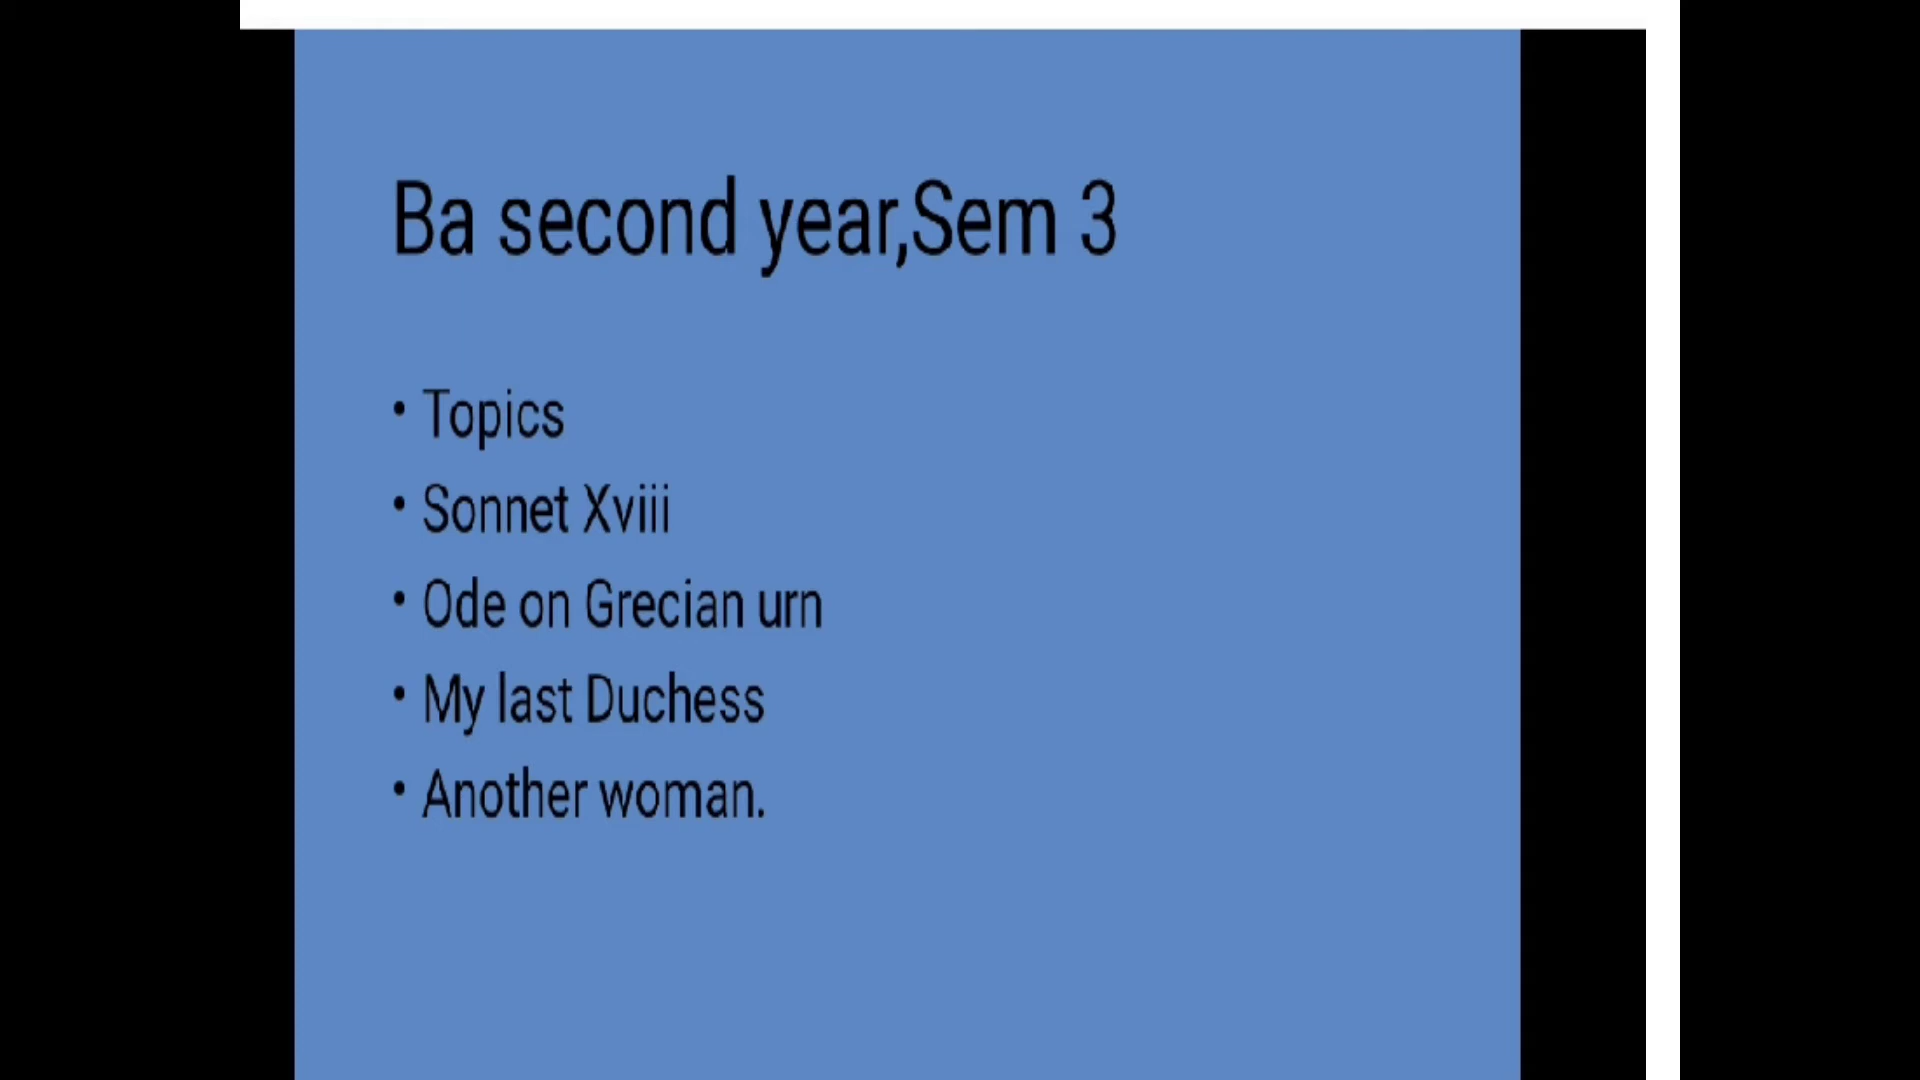 Ba second year,Sem 3
• Topics
• Sonnet Xviii
• Ode on Grecian urn
• My last Duchess
• Another woman.